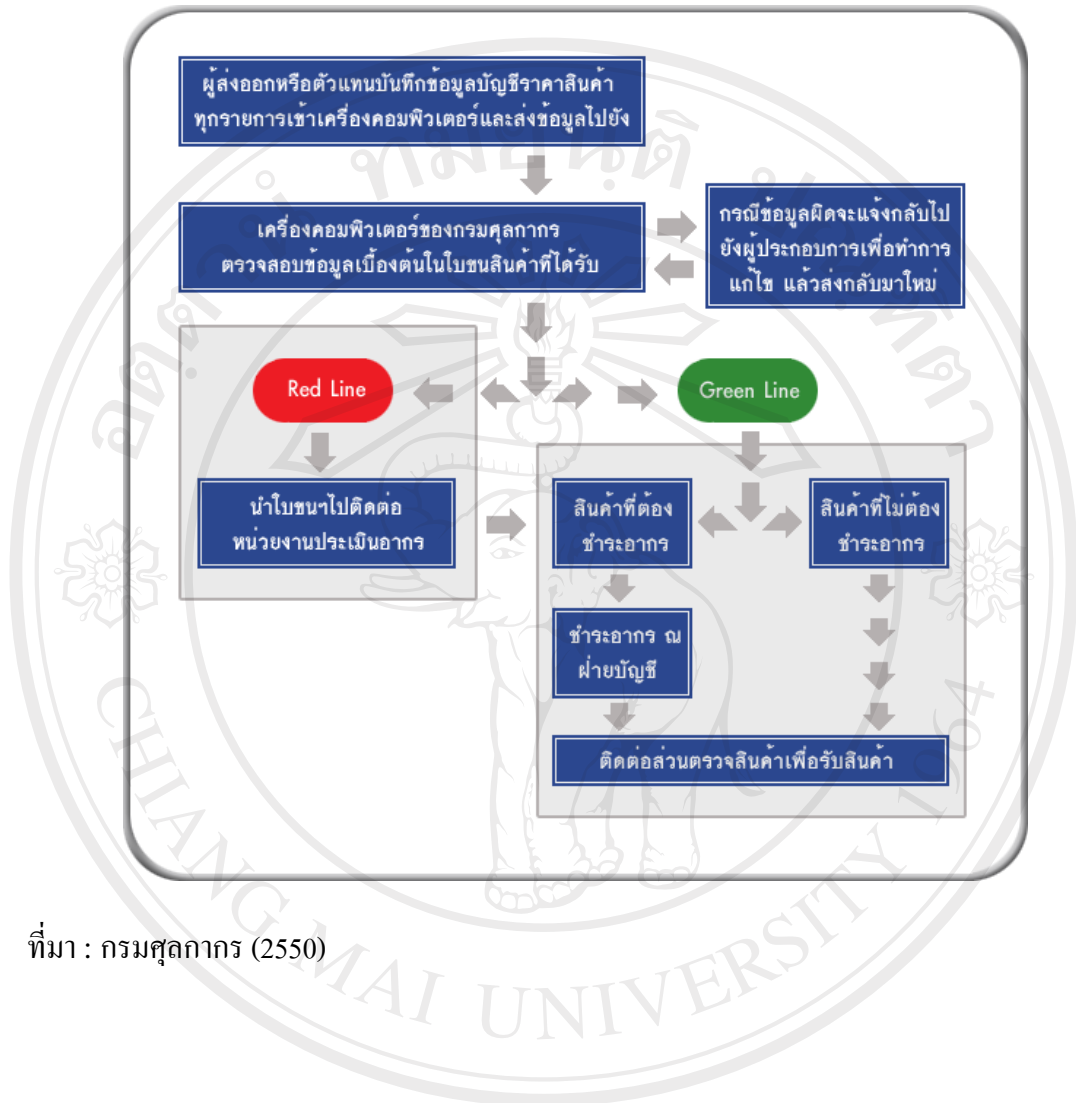 ผู้ส่งออกหรือตัวแทนบันทึกข้อมูลบัญชีราคาสินค้า
ทุกรายการเข้าเครื่องคอมพิวเตอร์และส่งข้อมูลไปยัง
เครื่องคอมพิวเตอร์ของกรมศุลกากร
ตรวจสอบข้อมูลเบื้องต้นในใบขนสินค้าที่ได้รับ
กรณีข้อมูลผิดจะแจ้งกลับไป
ยังผู้ประกอบการเพื่อทำการ
แก้ไข แล้วส่งกลับมาใหม่
Red Line
Green Line
นำใบขนฯไปติดต่อ
หน่วยงานประเมินอากร
สินค้าที่ต้อง
ชำระอากร
สินค้าที่ไม่ต้อง
ชำระอากร
ชำระอากร ณ
ฝ่ายบัญชี
ติดต่อส่วนตรวจสินค้าเพื่อรับสินค้า
ที่มา : กรมศุลกากร (2550)
CHIANG MAI UNIVERSITY 1964